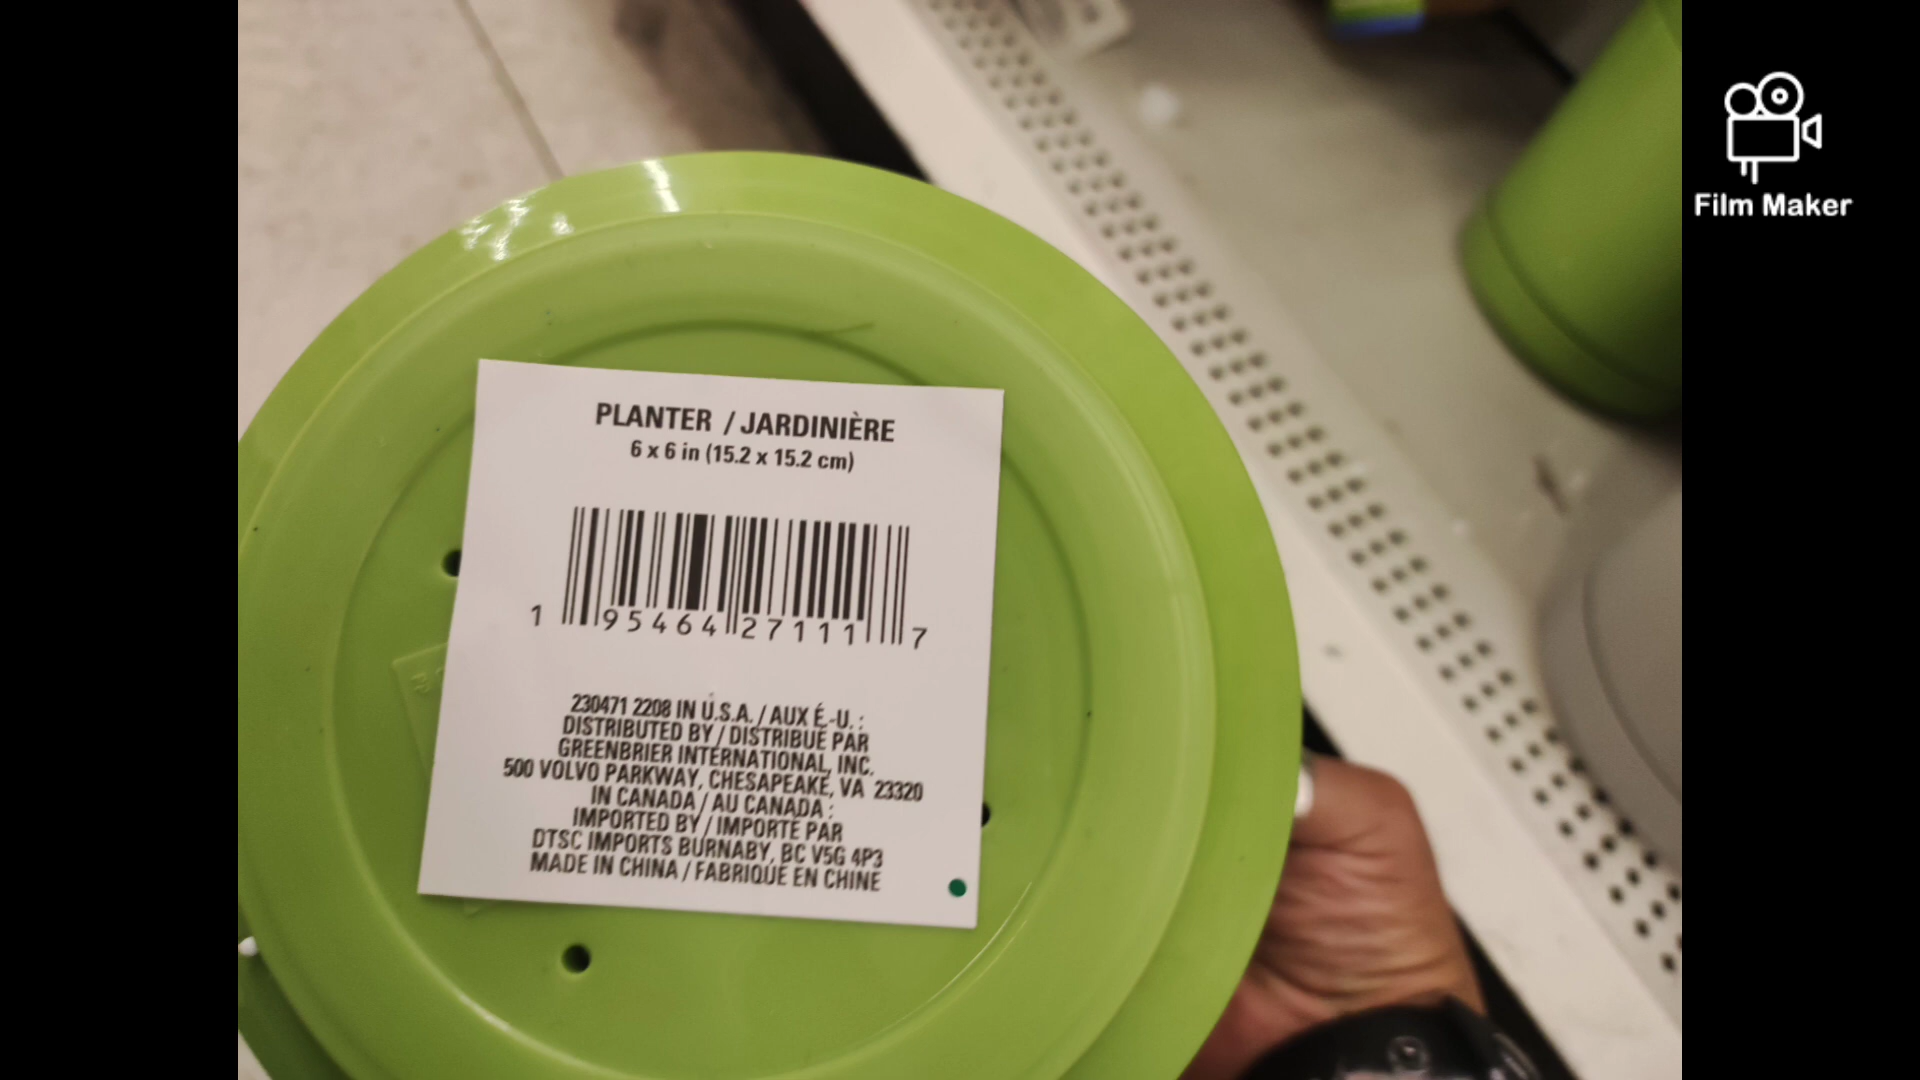 PLANTER / JARDINIÈRE
6 x 6 in (15.2 x 15.2 cm)
1 95464 27111 7
230471 2208 IN U.S.A. / AUX É.-U. :
DISTRIBUTED BY / DISTRIBUÉ PAR
GREENBRIER INTERNATIONAL, INC.
500 VOLVO PARKWAY, CHESAPEAKE, VA 23320
IN CANADA / AU CANADA :
IMPORTED BY / IMPORTÉ PAR
DTSC IMPORTS BURNABY, BC V5G 4P3
MADE IN CHINA / FABRIQUÉ EN CHINE
PP
Film Maker